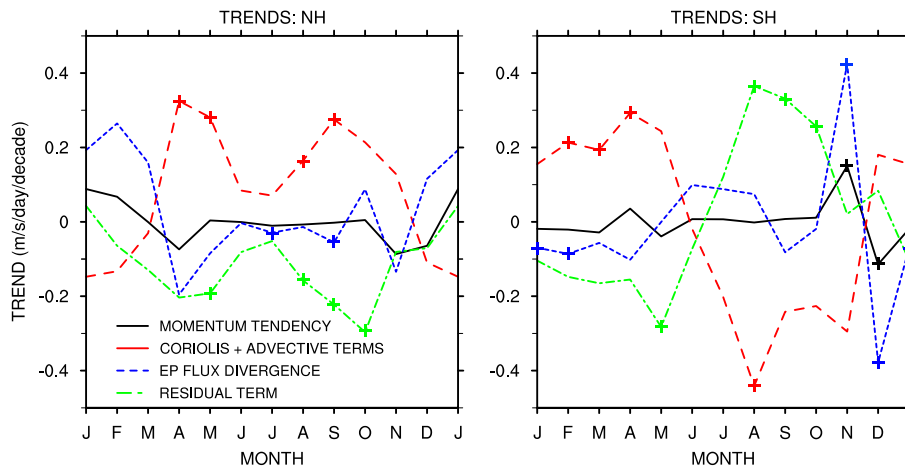 TRENDS: NH
TRENDS: SH
TREND (m/s/day/decade)
0.4
0.2
0
-0.2
-0.4
MOMENTUM TENDENCY
CORIOLIS + ADVECTIVE TERMS
EP FLUX DIVERGENCE
RESIDUAL TERM
J F M A M J J A S O N D J
MONTH
0.4
0.2
0
-0.2
-0.4
J F M A M J J A S O N D
MONTH